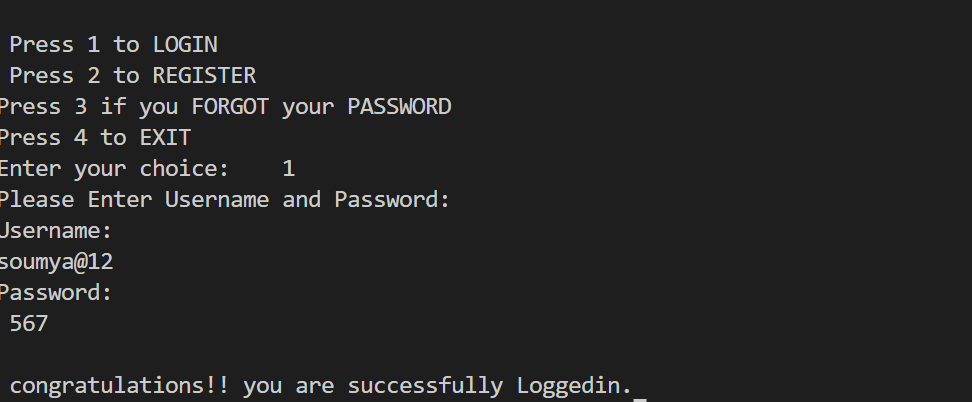 Press 1 to LOGIN
Press 2 to REGISTER
Press 3 if you FORGOT your PASSWORD
Press 4 to EXIT
Enter your choice:    1
Please Enter Username and Password:
Username:
soumya@12
Password:
567
congratulations!! you are successfully Loggedin.